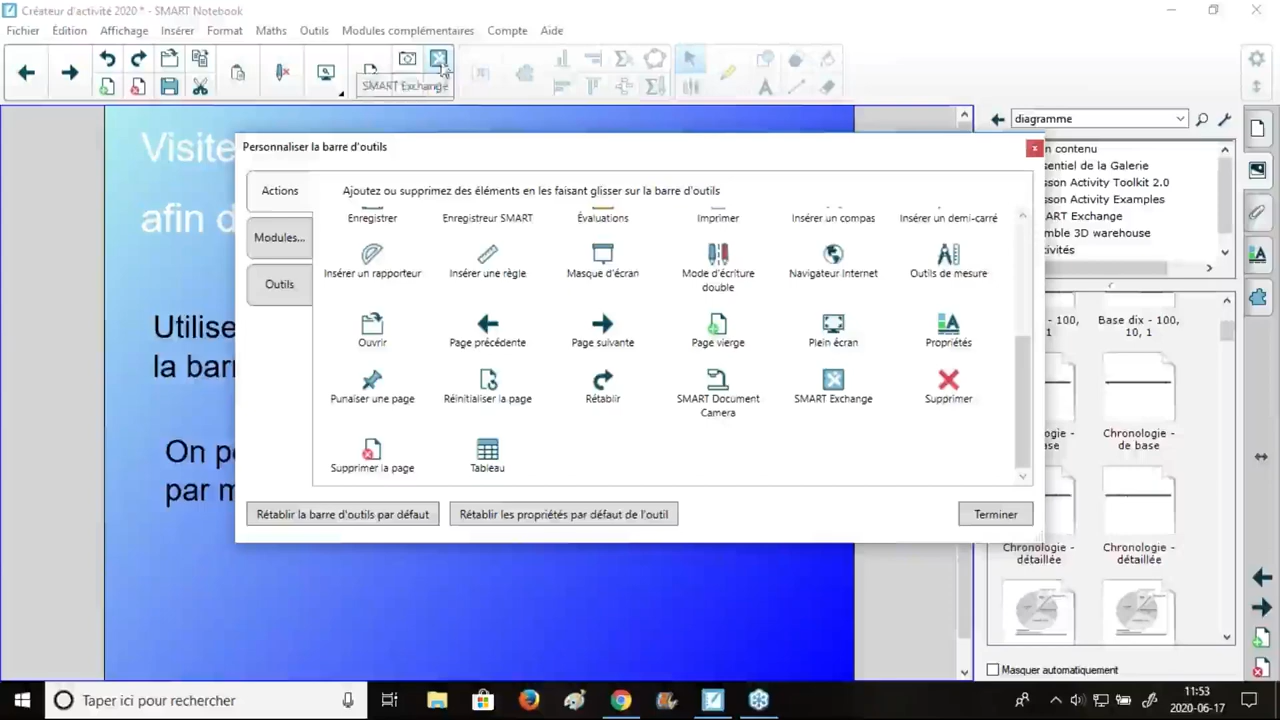 Créateur d'activité 2020 * - SMART Notebook
Fichier Édition Affichage Insérer Format Maths Outils Modules complémentaires Compte Aide
SMART Exchange
diagramme
Visite
afin d
Utilise
la barr
On p
par m
Personnaliser la barre d'outils
Actions
Modules...
Outils
Ajoutez ou supprimez des éléments en les faisant glisser sur la barre d'outils
Enregistrer Enregistreur SMART Évaluations Imprimer Insérer un compas Insérer un demi-carré
Insérer un rapporteur Insérer une règle Masque d'écran Mode d'écriture Navigateur Internet Outils de mesure
double
Ouvrir Page précédente Page suivante Page vierge Plein écran Propriétés
Punaiser une page Réinitialiser la page Rétablir SMART Document SMART Exchange Supprimer
Camera
Supprimer la page Tableau
Rétablir la barre d'outils par défaut Rétablir les propriétés par défaut de l'outil Terminer
n contenu
sentiel de la Galerie
sson Activity Toolkit 2.0
sson Activity Examples
ART Exchange
emble 3D warehouse
tivités
- 100, Base dix - 100,
1 10, 1
ogie - Chronologie -
ase de base
Chronologie - Chronologie -
détaillée détaillée
Masquer automatiquement
Taper ici pour rechercher
11:53
2020-06-17